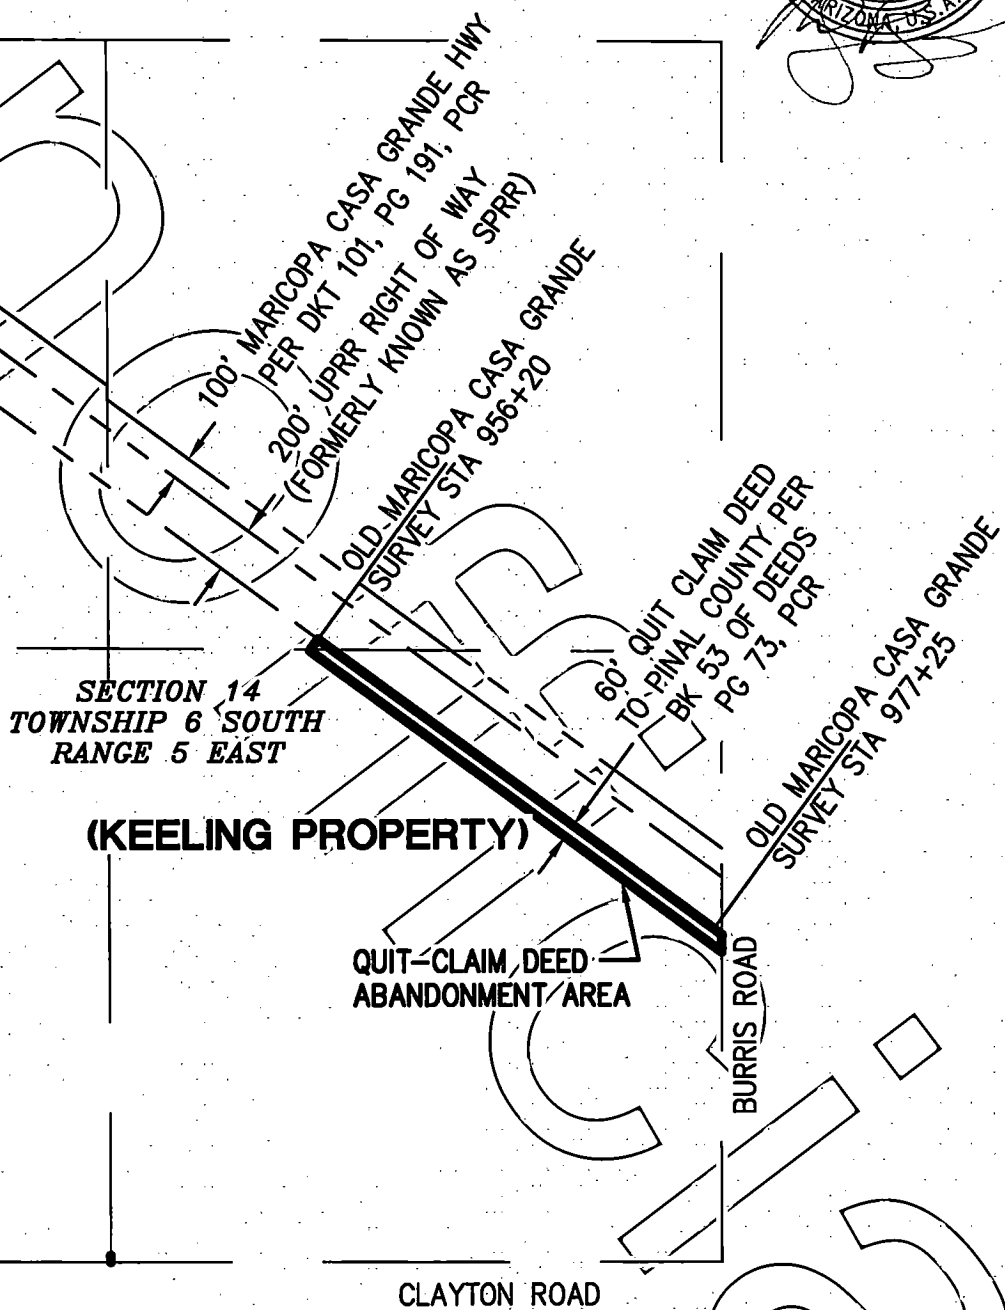 ARIZONA, U.S.A.
100' MARICOPA CASA GRANDE HWY
PER DKT 101, PG 191, PCR
200' UPRR RIGHT OF WAY
(FORMERLY KNOWN AS SPRR)
OLD MARICOPA CASA GRANDE
SURVEY STA 956+20
60' QUIT CLAIM DEED
TO PINAL COUNTY PER
BK 53 OF DEEDS
PG 73, PCR
OLD MARICOPA CASA GRANDE
SURVEY STA 977+25
SECTION 14
TOWNSHIP 6 SOUTH
RANGE 5 EAST
(KEELING PROPERTY)
QUIT-CLAIM DEED
ABANDONMENT AREA
BURRIS ROAD
CLAYTON ROAD